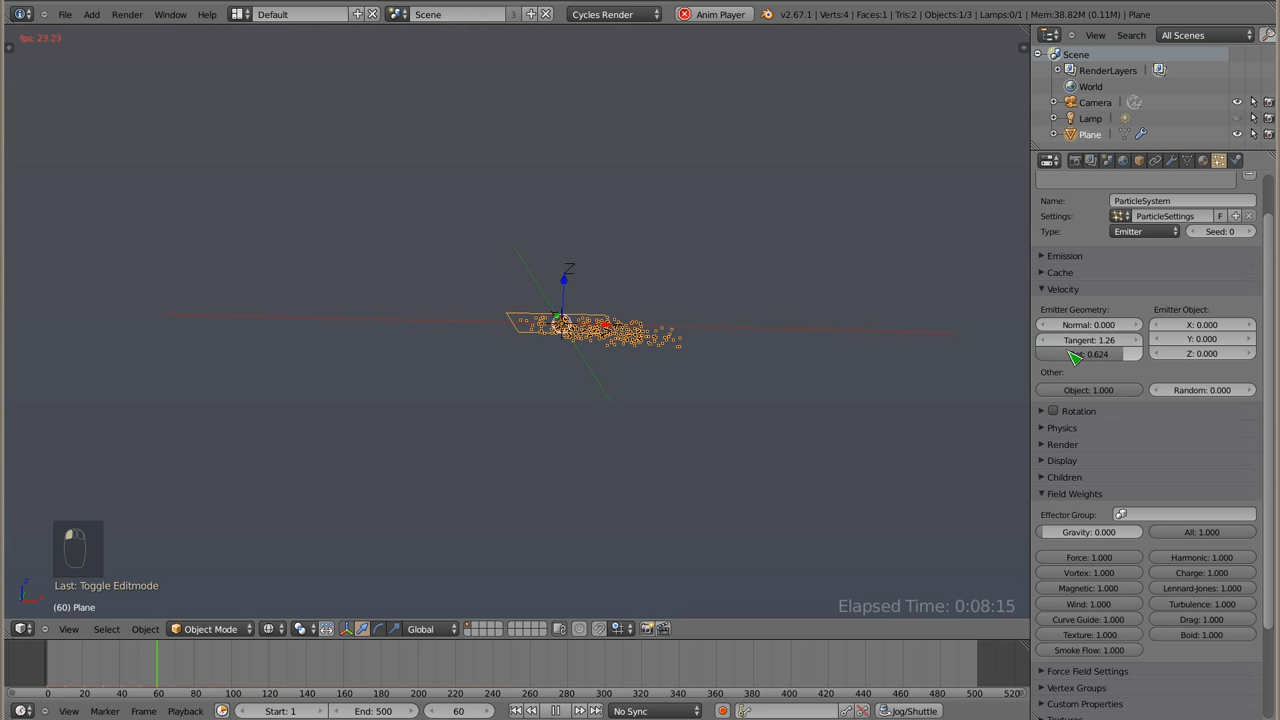 File Add Render Window Help Default Scene 3 Cycles Render Anim Player v2.67.1 | Verts:4 | Faces:1 | Tris:2 | Objects:1/3 | Lamps:0/1 | Mem:38.82M (0.11M) | Plane
fps: 23.23
View Search All Scenes
Scene
RenderLayers
World
Camera
Lamp
Plane
Name: ParticleSystem
Settings: ParticleSettings F
Type: Emitter Seed: 0
Emission
Cache
Velocity
Emitter Geometry: Emitter Object:
Normal: 0.000 X: 0.000
Tangent: 1.26 Y: 0.000
0.624 Z: 0.000
Other:
Object: 1.000 Random: 0.000
Rotation
Physics
Render
Display
Children
Field Weights
Effector Group:
Gravity: 0.000 All: 1.000
Force: 1.000 Harmonic: 1.000
Vortex: 1.000 Charge: 1.000
Magnetic: 1.000 Lennard-Jones: 1.000
Wind: 1.000 Turbulence: 1.000
Curve Guide: 1.000 Drag: 1.000
Texture: 1.000 Boid: 1.000
Smoke Flow: 1.000
Force Field Settings
Vertex Groups
Custom Properties
Z
Last: Toggle Editmode
(60) Plane
Elapsed Time: 0:08:15
View Select Object Object Mode Global
0 20 40 60 80 100 120 140 160 180 200 220 240 260 280 300 320 340 360 380 400 420 440 460 480 500 520
View Marker Frame Playback Start: 1 End: 500 60 No Sync Jog/Shuttle